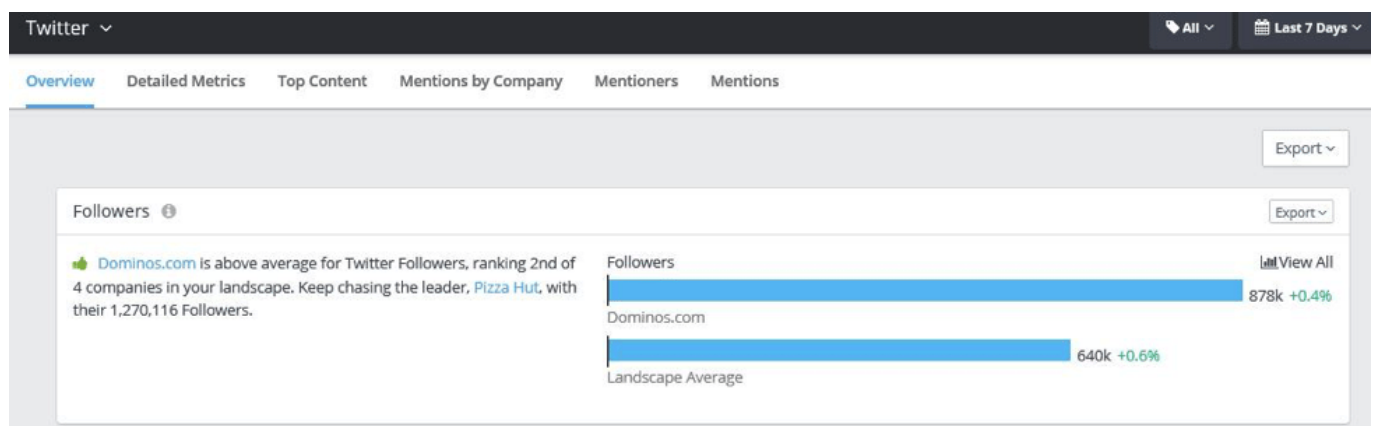 Twitter
All
Last 7 Days
Overview Detailed Metrics Top Content Mentions by Company Mentioners Mentions
Export
Followers
Export
Dominos.com is above average for Twitter Followers, ranking 2nd of
4 companies in your landscape. Keep chasing the leader, Pizza Hut, with
their 1,270,116 Followers.
Followers
View All
878k +0.4%
Dominos.com
640k +0.6%
Landscape Average